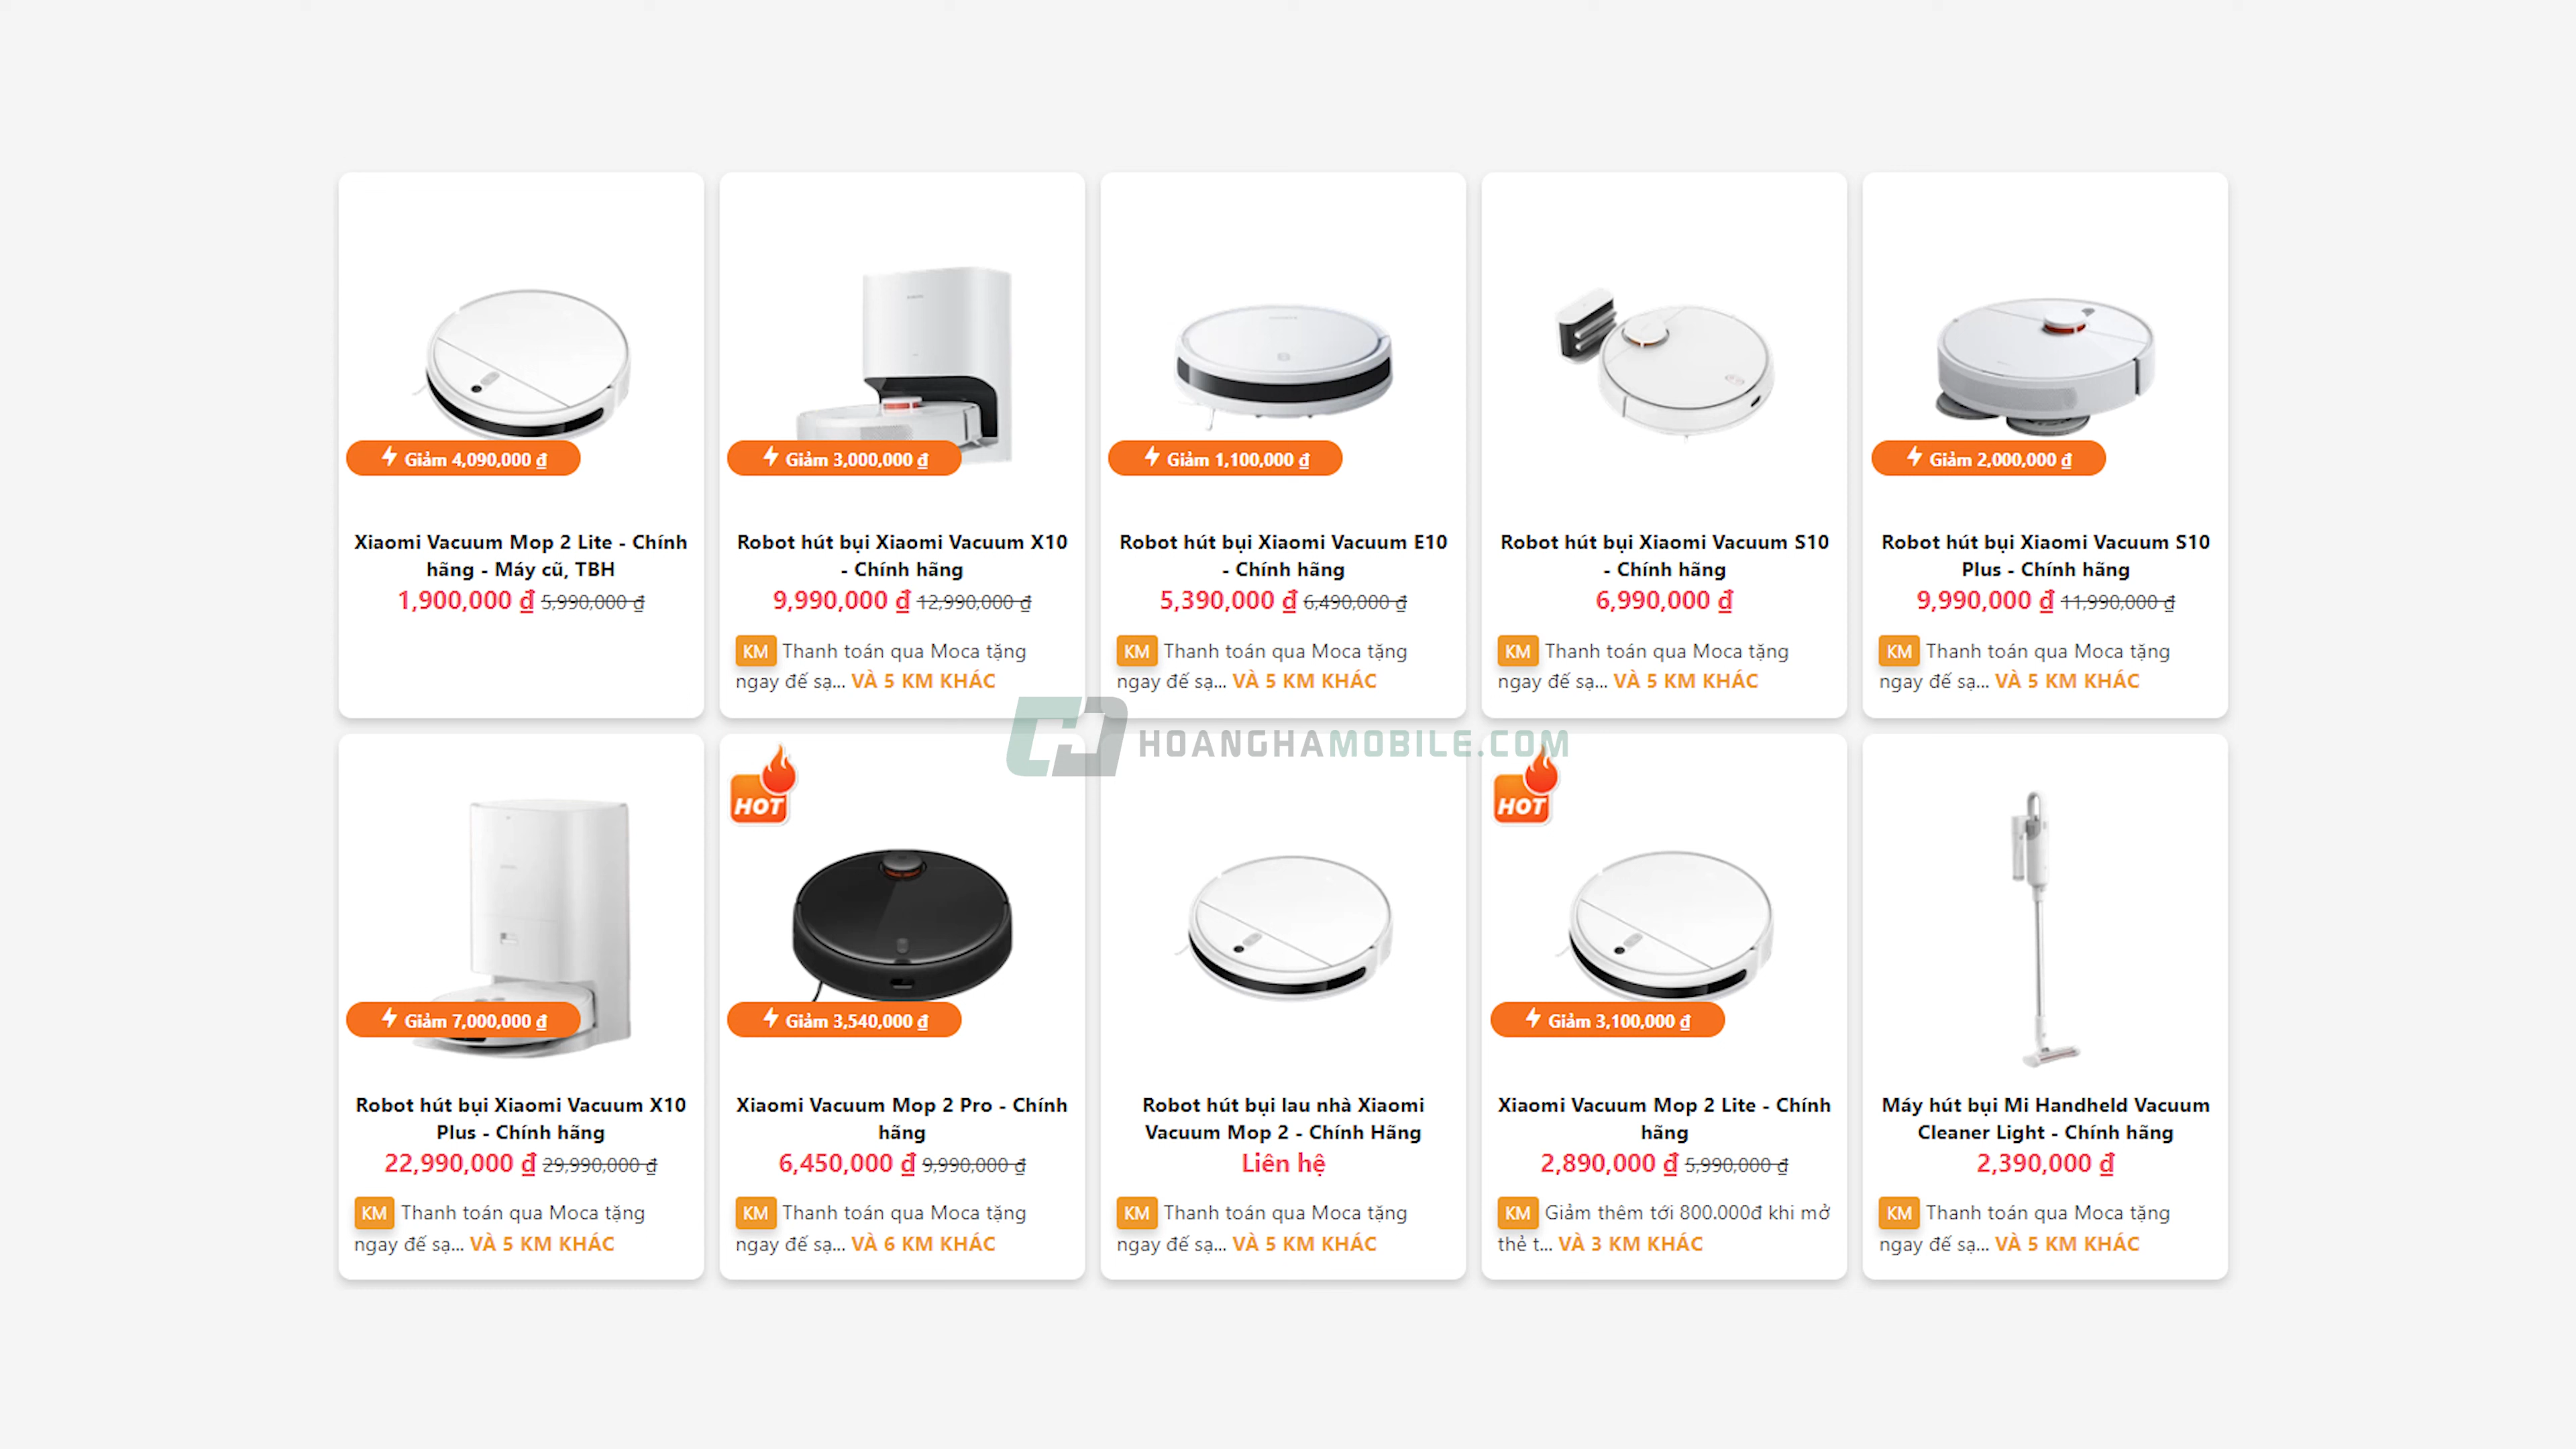 Giảm 4,090,000 ₫
Xiaomi Vacuum Mop 2 Lite - Chính
hãng - Máy cũ, TBH
1,900,000 ₫ 5,990,000 ₫
Giảm 3,000,000 ₫
Robot hút bụi Xiaomi Vacuum X10
- Chính hãng
9,990,000 ₫ 12,990,000 ₫
KM Thanh toán qua Moca tặng
ngay đế sạ... VÀ 5 KM KHÁC
Giảm 1,100,000 ₫
Robot hút bụi Xiaomi Vacuum E10
- Chính hãng
5,390,000 ₫ 6,490,000 ₫
KM Thanh toán qua Moca tặng
ngay đế sạ... VÀ 5 KM KHÁC
Robot hút bụi Xiaomi Vacuum S10
- Chính hãng
6,990,000 ₫
KM Thanh toán qua Moca tặng
ngay đế sạ... VÀ 5 KM KHÁC
Giảm 2,000,000 ₫
Robot hút bụi Xiaomi Vacuum S10
Plus - Chính hãng
9,990,000 ₫ 11,990,000 ₫
KM Thanh toán qua Moca tặng
ngay đế sạ... VÀ 5 KM KHÁC
HOANGHAMOBILE.COM
Giảm 7,000,000 ₫
Robot hút bụi Xiaomi Vacuum X10
Plus - Chính hãng
22,990,000 ₫ 29,990,000 ₫
KM Thanh toán qua Moca tặng
ngay đế sạ... VÀ 5 KM KHÁC
HOT
Giảm 3,540,000 ₫
Xiaomi Vacuum Mop 2 Pro - Chính
hãng
6,450,000 ₫ 9,990,000 ₫
KM Thanh toán qua Moca tặng
ngay đế sạ... VÀ 6 KM KHÁC
Robot hút bụi lau nhà Xiaomi
Vacuum Mop 2 - Chính Hãng
Liên hệ
KM Thanh toán qua Moca tặng
ngay đế sạ... VÀ 5 KM KHÁC
HOT
Giảm 3,100,000 ₫
Xiaomi Vacuum Mop 2 Lite - Chính
hãng
2,890,000 ₫ 5,990,000 ₫
KM Giảm thêm tới 800.000đ khi mở
thẻ t... VÀ 3 KM KHÁC
Máy hút bụi Mi Handheld Vacuum
Cleaner Light - Chính hãng
2,390,000 ₫
KM Thanh toán qua Moca tặng
ngay đế sạ... VÀ 5 KM KHÁC